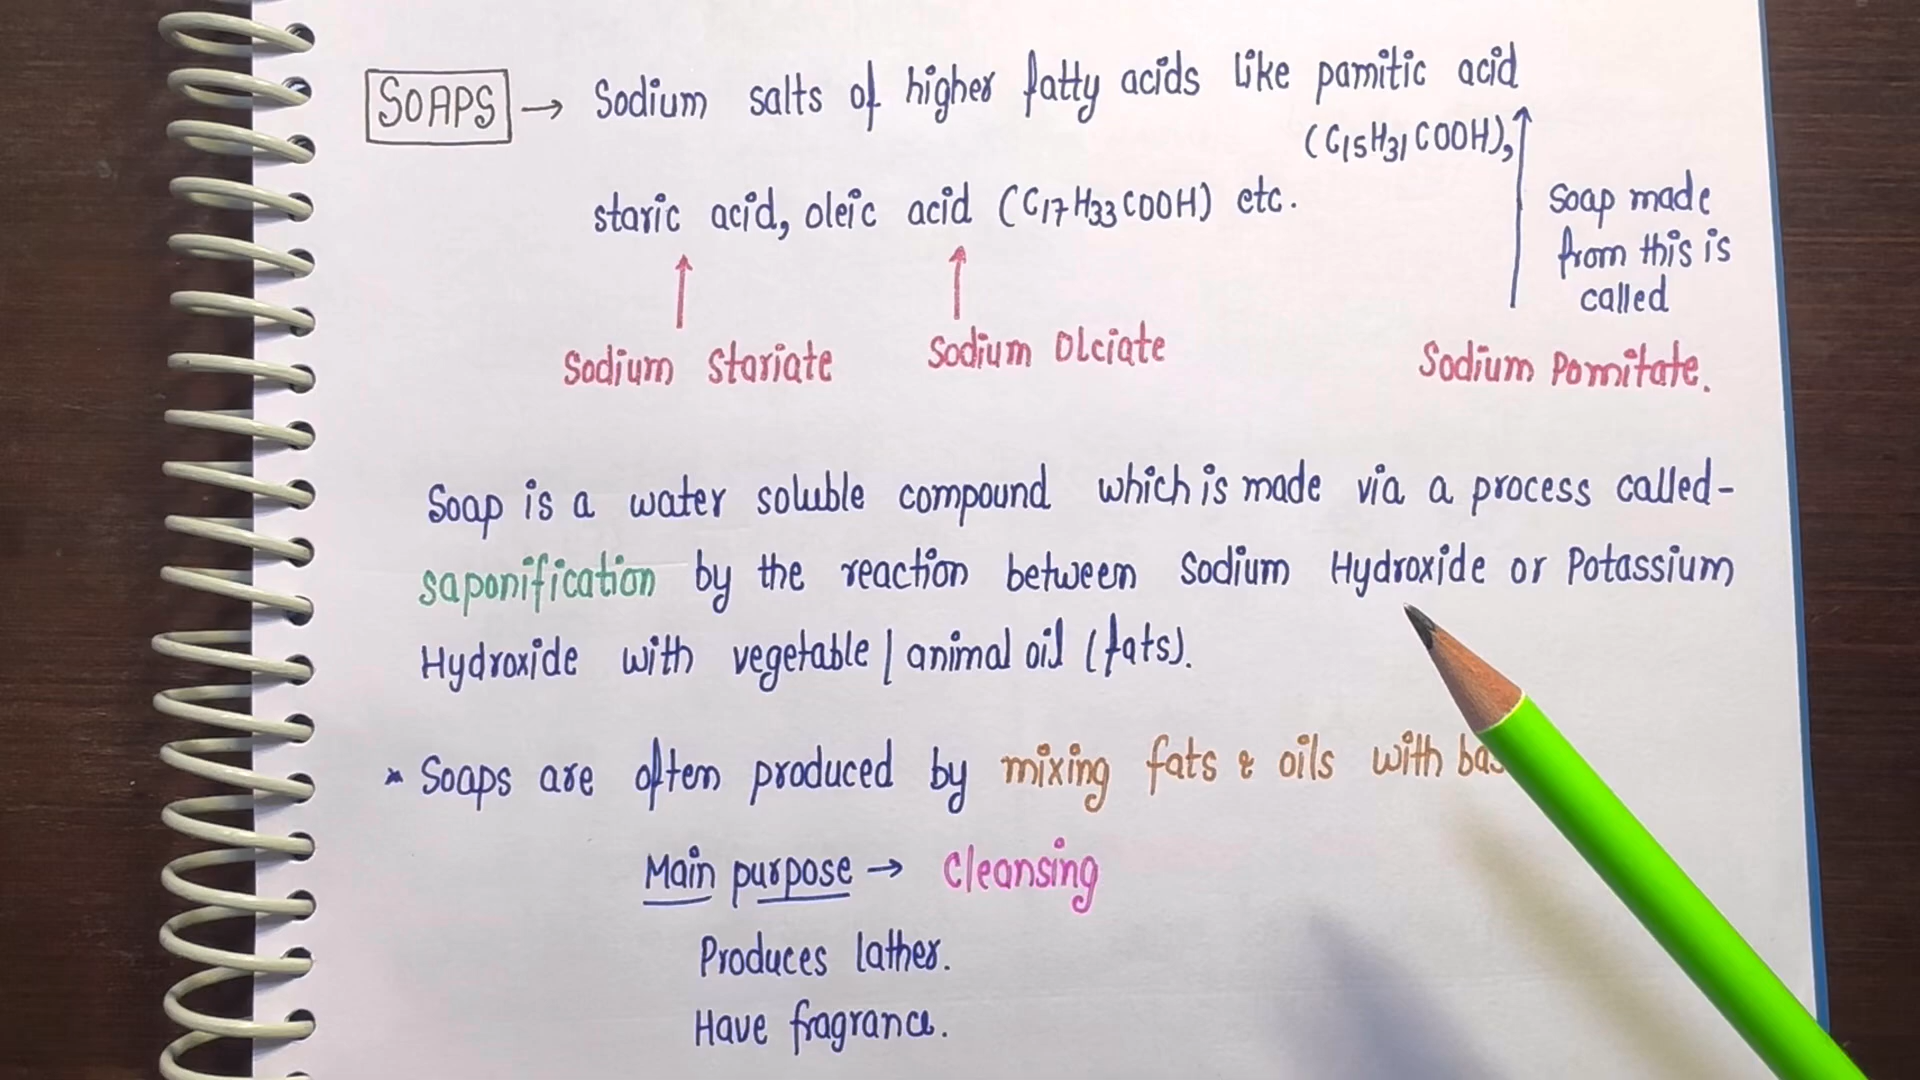 SOAPS → Sodium salts of higher fatty acids like pamitic acid
(C15H31COOH),
staric acid, oleic acid (C17H33COOH) etc.
Soap made
from this is
called
Sodium Stariate
Sodium Olciate
Sodium Pomitate.
Soap is a water soluble compound which is made via a process called-
saponification by the reaction between Sodium Hydroxide or Potassium
Hydroxide with vegetable / animal oil (fats).
* Soaps are often produced by mixing fats & oils with
Main purpose → Cleansing
Produces lather.
Have fragrance.